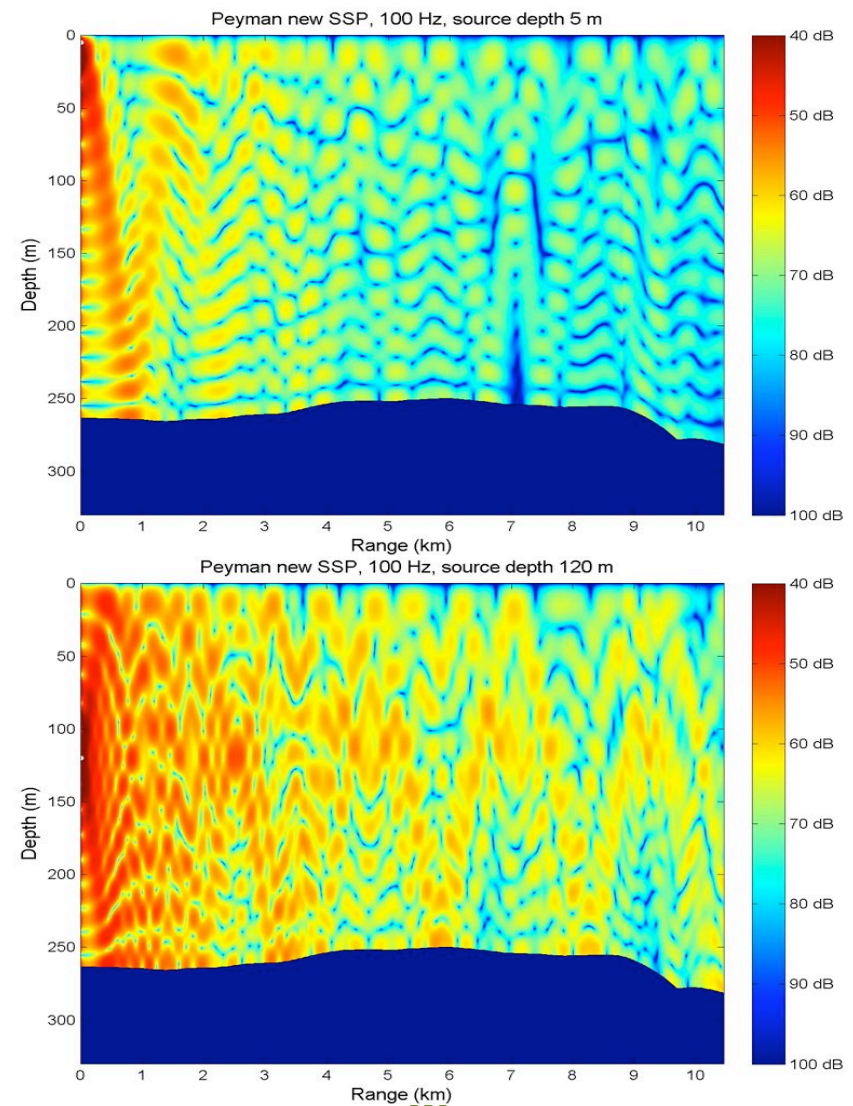 Peyman new SSP, 100 Hz, source depth 5 m
0
50
100
150
200
250
300
Depth (m)
0 1 2 3 4 5 6 7 8 9 10
Range (km)
40 dB
50 dB
60 dB
70 dB
80 dB
90 dB
100 dB
Peyman new SSP, 100 Hz, source depth 120 m
0
50
100
150
200
250
300
Depth (m)
0 1 2 3 4 5 6 7 8 9 10
Range (km)
40 dB
50 dB
60 dB
70 dB
80 dB
90 dB
100 dB